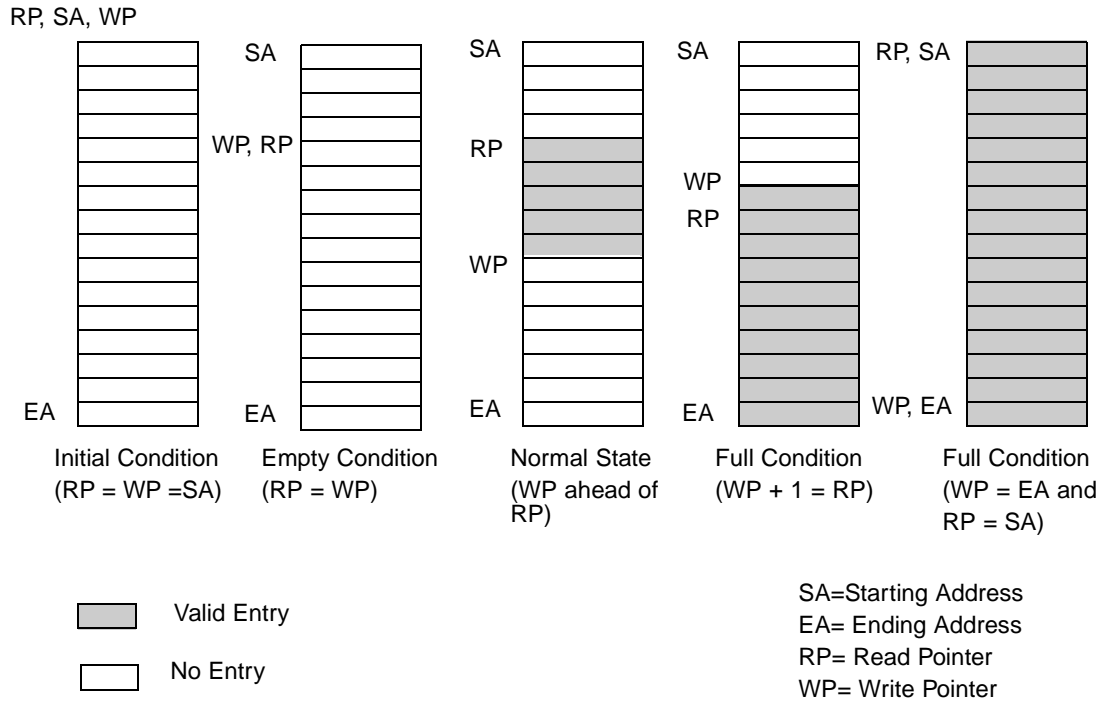 RP, SA, WP
SA
SA
SA
RP, SA
WP, RP
RP
WP
RP
WP
EA
EA
EA
EA
WP, EA
Initial Condition
(RP = WP =SA)
Empty Condition
(RP = WP)
Normal State
(WP ahead of
RP)
Full Condition
(WP + 1 = RP)
Full Condition
(WP = EA and
RP = SA)
Valid Entry
No Entry
SA=Starting Address
EA= Ending Address
RP= Read Pointer
WP= Write Pointer